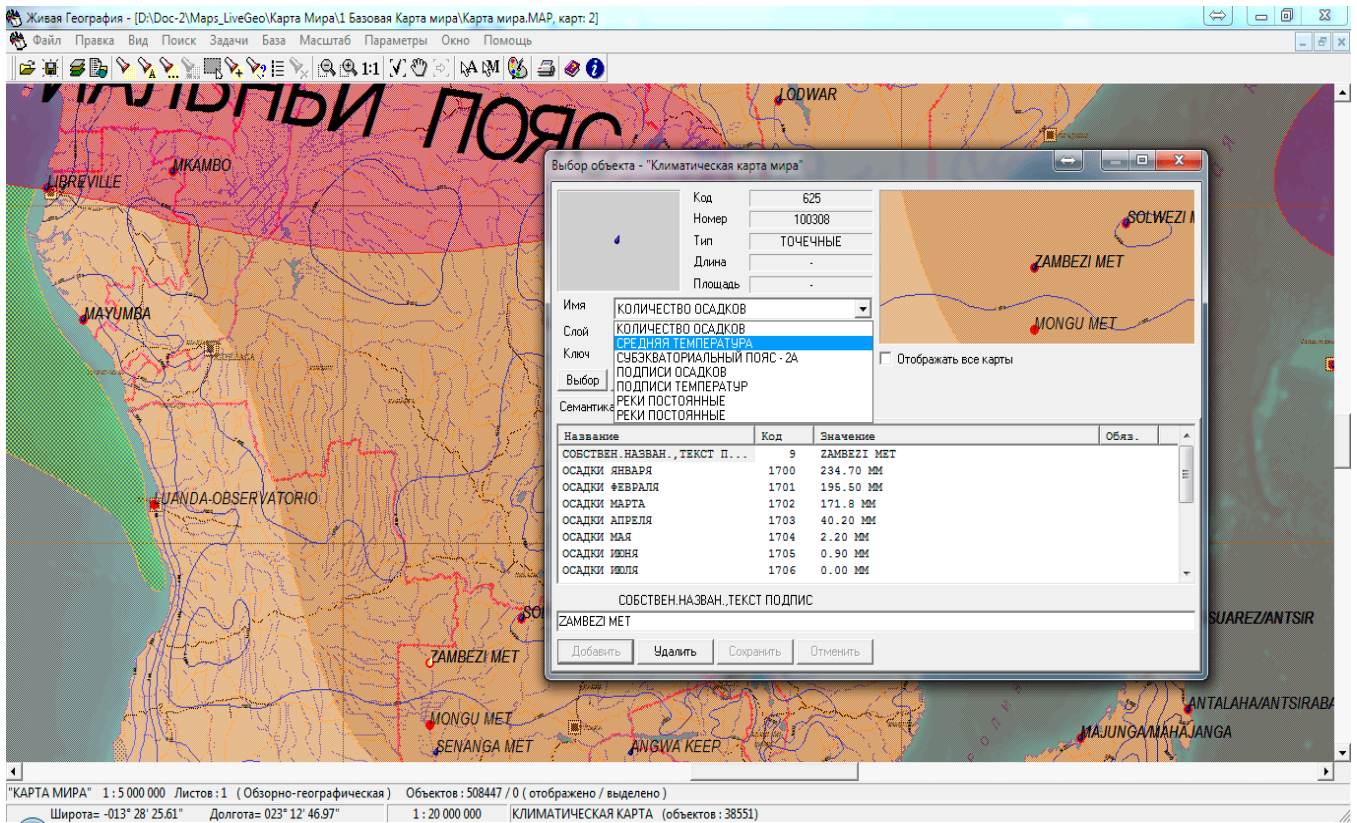 Живая География - [D:\Doc-2\Maps_LiveGeo\Карта Мира\1 Базовая Карта мира\Карта мира.MAP, карт: 2]
Файл Правка Вид Поиск Задачи База Масштаб Параметры Окно Помощь
1:1
ИАЛЬНЫЙ ПОЯС
LODWAR
MKAMBO
LIBREVILLE
MAYUMBA
LUANDA-OBSERVATORIO
SO
ZAMBEZI MET
MONGU MET
SENANGA MET
ANGWA KEEP
SUAREZ/ANTSIR
ANTALAHA/ANTSIRABA
MAJUNGA/MAHAJANGA
Выбор объекта - "Климатическая карта мира"
Код 625
Номер 100308
Тип ТОЧЕЧНЫЕ
Длина -
Площадь -
Имя КОЛИЧЕСТВО ОСАДКОВ
Слой
Ключ
Выбор
Семантика
КОЛИЧЕСТВО ОСАДКОВ
СРЕДНЯЯ ТЕМПЕРАТУРА
СУБЭКВАТОРИАЛЬНЫЙ ПОЯС - 2А
ПОДПИСИ ОСАДКОВ
ПОДПИСИ ТЕМПЕРАТУР
РЕКИ ПОСТОЯННЫЕ
РЕКИ ПОСТОЯННЫЕ
SOLWEZI M
ZAMBEZI MET
MONGU MET
Отображать все карты
Название Код Значение Обяз.
СОБСТВЕН.НАЗВАН.,ТЕКСТ П... 9 ZAMBEZI MET
ОСАДКИ ЯНВАРЯ 1700 234.70 ММ
ОСАДКИ ФЕВРАЛЯ 1701 195.50 ММ
ОСАДКИ МАРТА 1702 171.8 ММ
ОСАДКИ АПРЕЛЯ 1703 40.20 ММ
ОСАДКИ МАЯ 1704 2.20 ММ
ОСАДКИ ИЮНЯ 1705 0.90 ММ
ОСАДКИ ИЮЛЯ 1706 0.00 ММ
СОБСТВЕН.НАЗВАН.,ТЕКСТ ПОДПИС
ZAMBEZI MET
Добавить Удалить Сохранить Отменить
"КАРТА МИРА" 1 : 5 000 000 Листов : 1 ( Обзорно-географическая ) Объектов : 508447 / 0 ( отображено / выделено )
Широта= -013° 28' 25.61" Долгота= 023° 12' 46.97" 1 : 20 000 000 КЛИМАТИЧЕСКАЯ КАРТА (объектов : 38551)